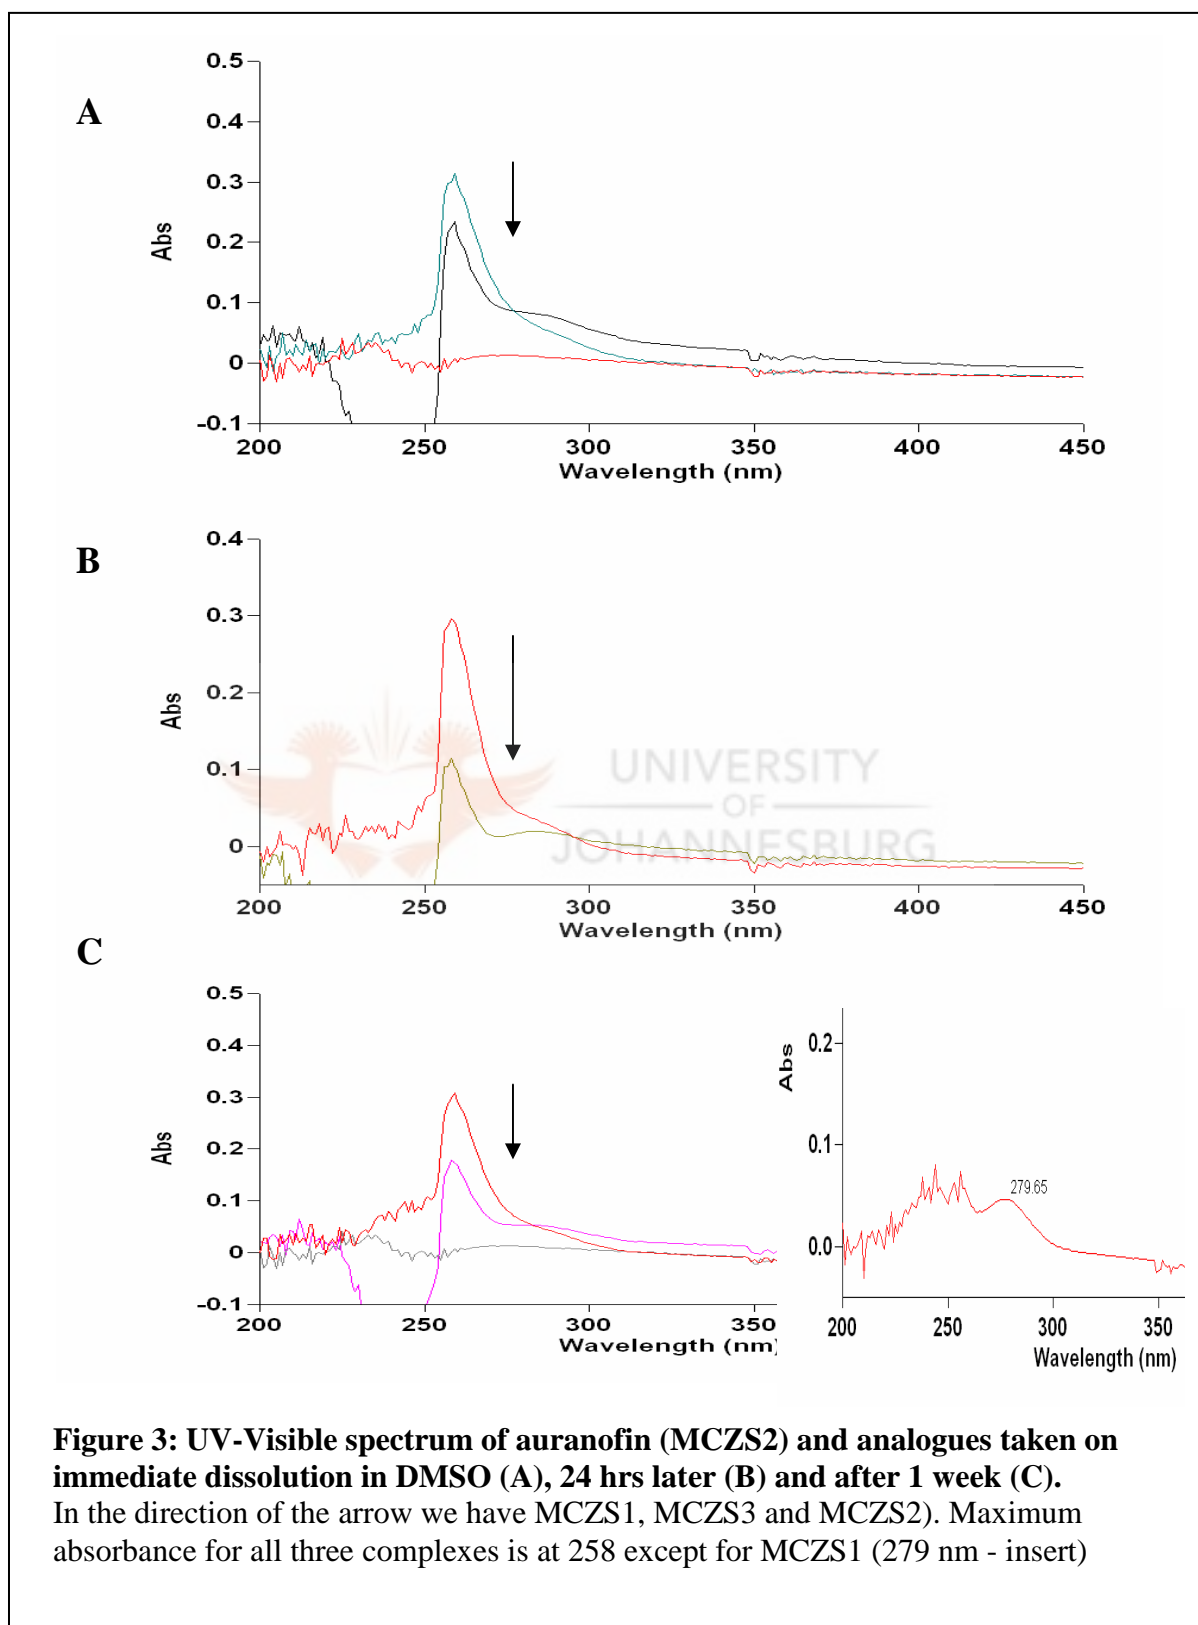 A
0.5
0.4
0.3
0.2
0.1
0
-0.1
Abs
200 250 300 350 400 450
Wavelength (nm)
B
0.4
0.3
0.2
0.1
0
Abs
200 250 300 350 400 450
Wavelength (nm)
UNIVERSITY
OF
JOHANNESBURG
C
0.5
0.4
0.3
0.2
0.1
0
-0.1
Abs
200 250 300 350
Wavelength (nm)
0.2
0.1
0.0
Abs
279.65
200 250 300 350
Wavelength (nm)
Figure 3: UV-Visible spectrum of auranofin (MCZS2) and analogues taken on
immediate dissolution in DMSO (A), 24 hrs later (B) and after 1 week (C).
In the direction of the arrow we have MCZS1, MCZS3 and MCZS2). Maximum
absorbance for all three complexes is at 258 except for MCZS1 (279 nm - insert)